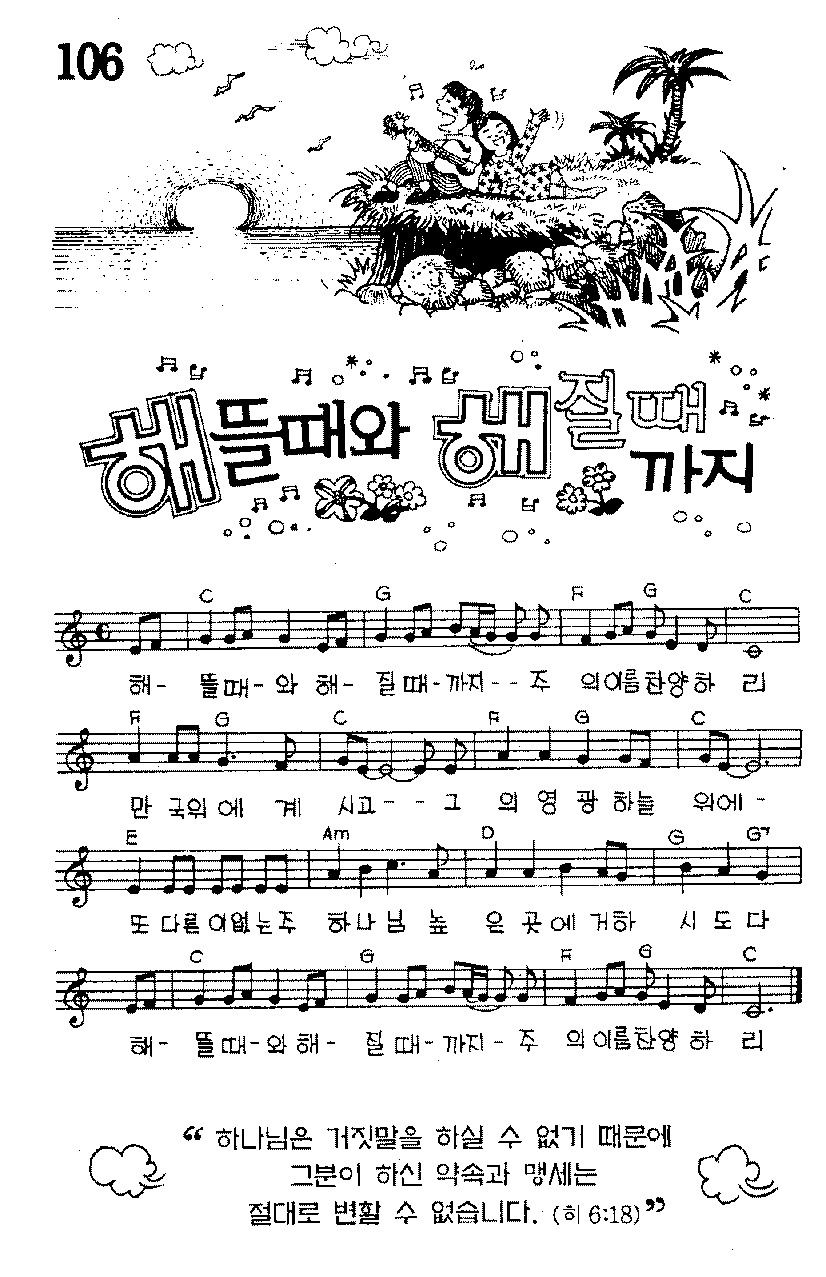 106
해뜰때와 해질때까지
C G F G C
해- 뜰때-와 해- 질때-까지-- 주 의이름찬양하 리
F G C F G C
만 국위에 계 시고-- 그 의 영 광 하늘 위에-
E Am D G G7
또 다른이없는주 하나님 높 은 곳에 거하 시 도 다
C G F G C
해- 뜰때-와해- 질때-까지- 주 의이름찬양하 리
“ 하나님은 거짓말을 하실 수 없기 때문에
그분이 하신 약속과 맹세는
절대로 변할 수 없습니다. (히 6:18)”